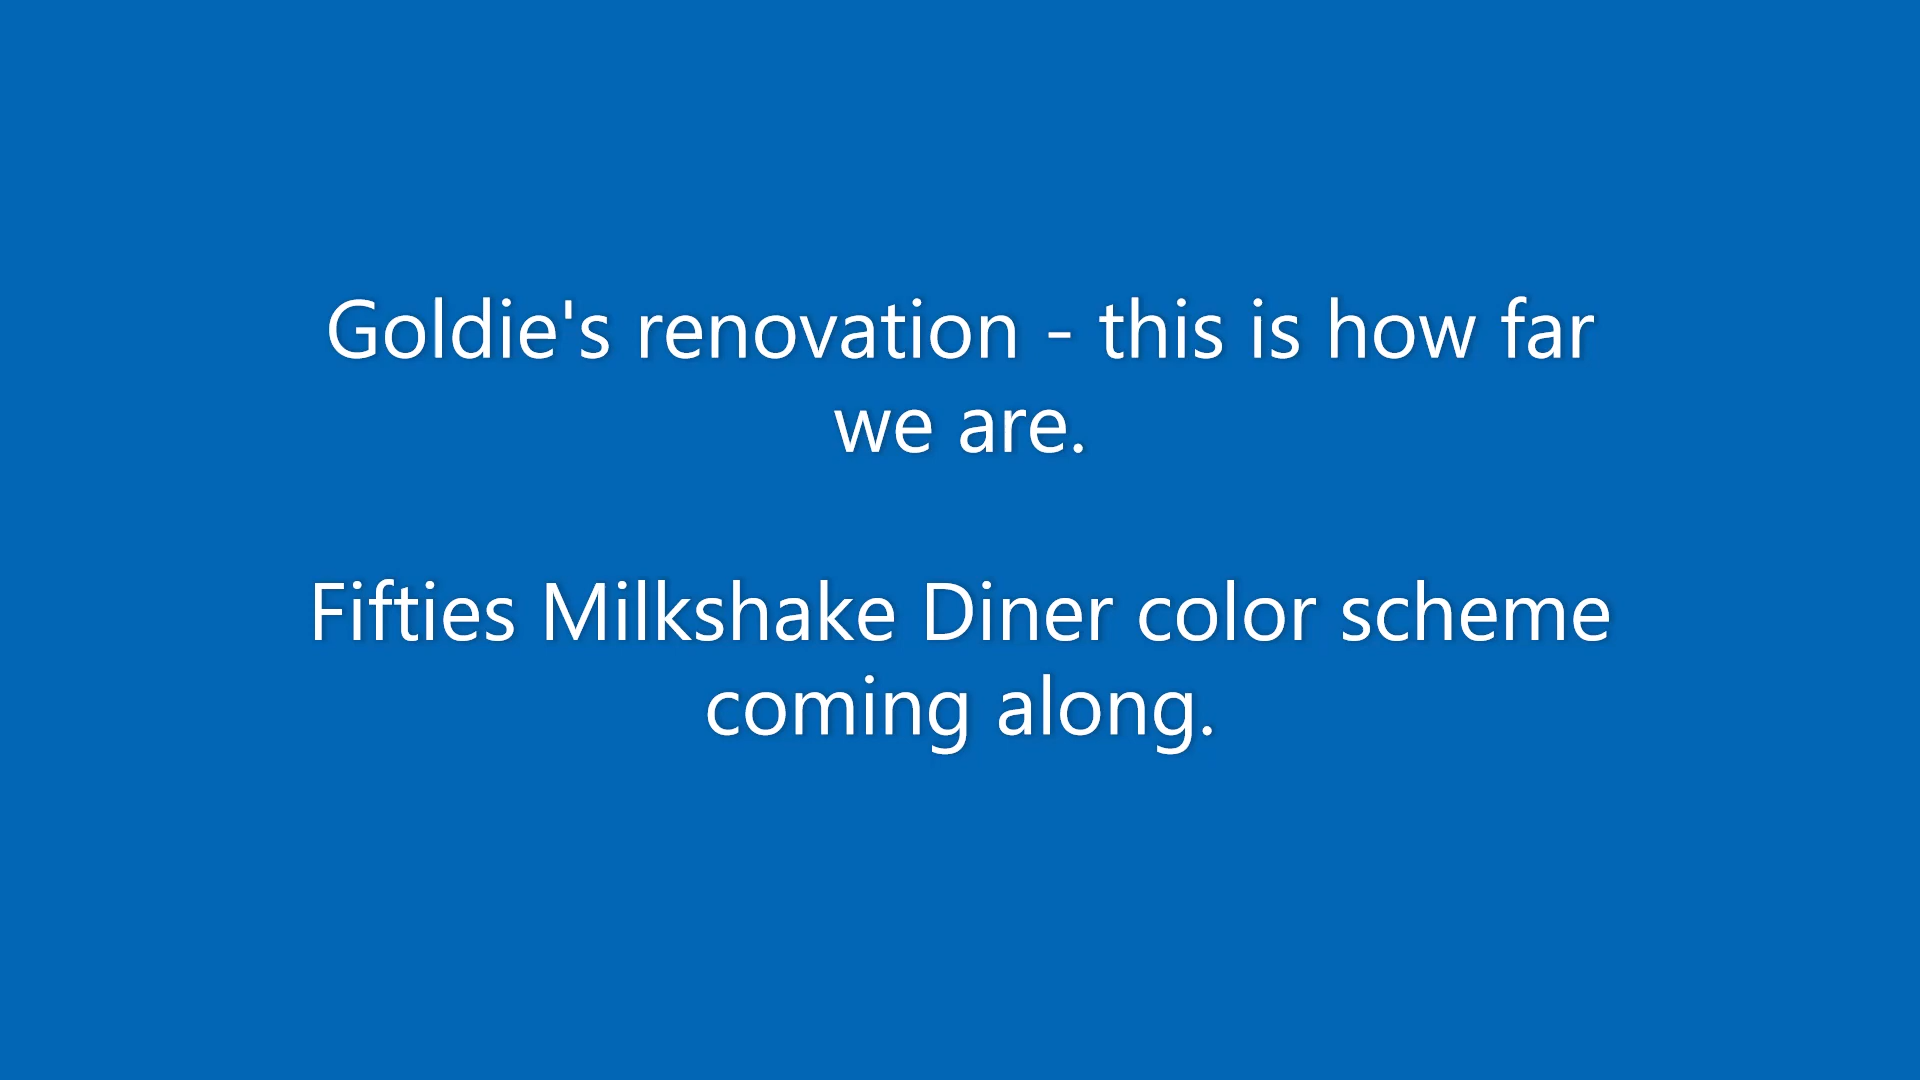 Goldie's renovation - this is how far
we are.
Fifties Milkshake Diner color scheme
coming along.